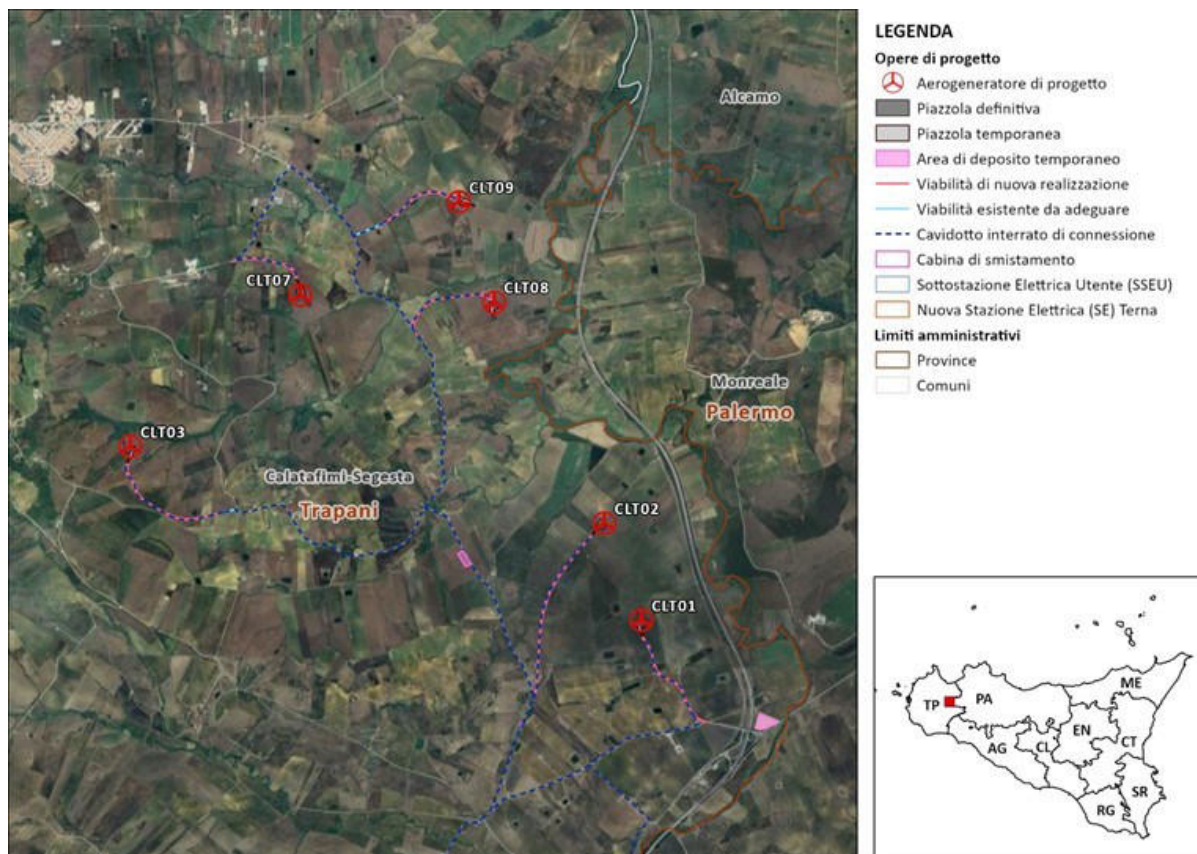 Alcamo
CLT09
CLT07
CLT08
Monreale
Palermo
CLT03
Calatafimi-Segesta
Trapani
CLT02
CLT01
LEGENDA
Opere di progetto
Aerogeneratore di progetto
Piazzola definitiva
Piazzola temporanea
Area di deposito temporaneo
Viabilità di nuova realizzazione
Viabilità esistente da adeguare
Cavidotto interrato di connessione
Cabina di smistamento
Sottostazione Elettrica Utente (SSEU)
Nuova Stazione Elettrica (SE) Terna
Limiti amministrativi
Province
Comuni
ME
TP
PA
EN
CT
AG
CL
SR
RG